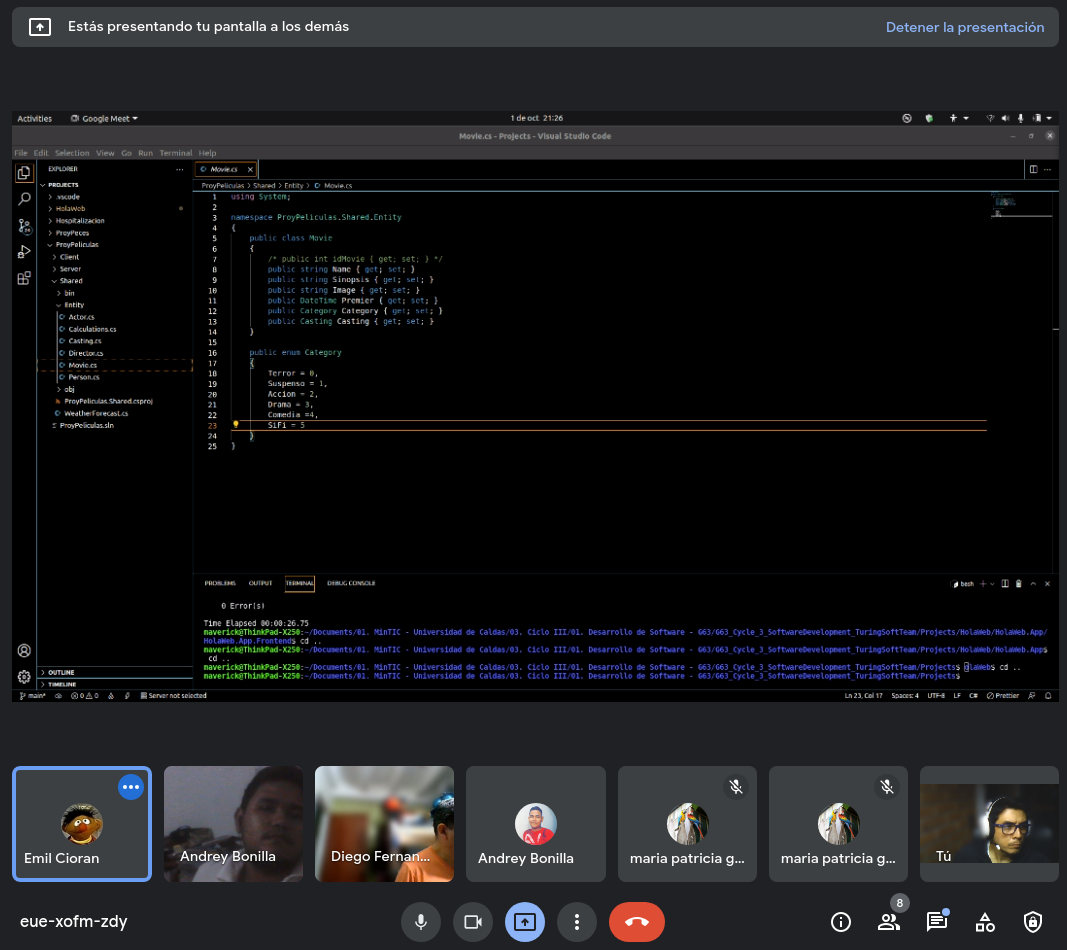 Estás presentando tu pantalla a los demás
Detener la presentación
Activities Google Meet 1 de oct 21:26
Movie.cs - Projects - Visual Studio Code
File Edit Selection View Go Run Terminal Help
EXPLORER
PROJECTS
.vscode
HolaWeb
Hospitalizacion
ProyPeces
ProyPeliculas
Client
Server
Shared
bin
Entity
Actor.cs
Calculations.cs
Casting.cs
Director.cs
Movie.cs
Person.cs
obj
ProyPeliculas.Shared.csproj
WeatherForecast.cs
ProyPeliculas.sln
OUTLINE
TIMELINE
Movie.cs
ProyPeliculas > Shared > Entity > Movie.cs
1 using System;
2
3 namespace ProyPeliculas.Shared.Entity
4 {
5 public class Movie
6 {
7 /* public int idMovie { get; set; } */
8 public string Name { get; set; }
9 public string Sinopsis { get; set; }
10 public string Image { get; set; }
11 public DateTime Premier { get; set; }
12 public Category Category { get; set; }
13 public Casting Casting { get; set; }
14 }
15
16 public enum Category
17 {
18 Terror = 0,
19 Suspenso = 1,
20 Accion = 2,
21 Drama = 3,
22 Comedia =4,
23 SiFi = 5
24 }
25 }
PROBLEMS OUTPUT TERMINAL DEBUG CONSOLE bash
0 Error(s)
Time Elapsed 00:00:26.75
maverick@ThinkPad-X250:~/Documents/01. MinTIC - Universidad de Caldas/03. Ciclo III/01. Desarrollo de Software - G63/G63_Cycle_3_SoftwareDevelopment_TuringSoftTeam/Projects/HolaWeb/HolaWeb.App/
HolaWeb.App.Frontend$ cd ..
maverick@ThinkPad-X250:~/Documents/01. MinTIC - Universidad de Caldas/03. Ciclo III/01. Desarrollo de Software - G63/G63_Cycle_3_SoftwareDevelopment_TuringSoftTeam/Projects/HolaWeb/HolaWeb.App$
cd ..
maverick@ThinkPad-X250:~/Documents/01. MinTIC - Universidad de Caldas/03. Ciclo III/01. Desarrollo de Software - G63/G63_Cycle_3_SoftwareDevelopment_TuringSoftTeam/Projects/HolaWeb$ cd ..
maverick@ThinkPad-X250:~/Documents/01. MinTIC - Universidad de Caldas/03. Ciclo III/01. Desarrollo de Software - G63/G63_Cycle_3_SoftwareDevelopment_TuringSoftTeam/Projects$
main* 0 0 Server not selected Ln 23, Col 17 Spaces: 4 UTF-8 LF C# Prettier
Emil Cioran
Andrey Bonilla
Diego Fernan...
Andrey Bonilla
maria patricia g...
maria patricia g...
Tú
eue-xofm-zdy
8